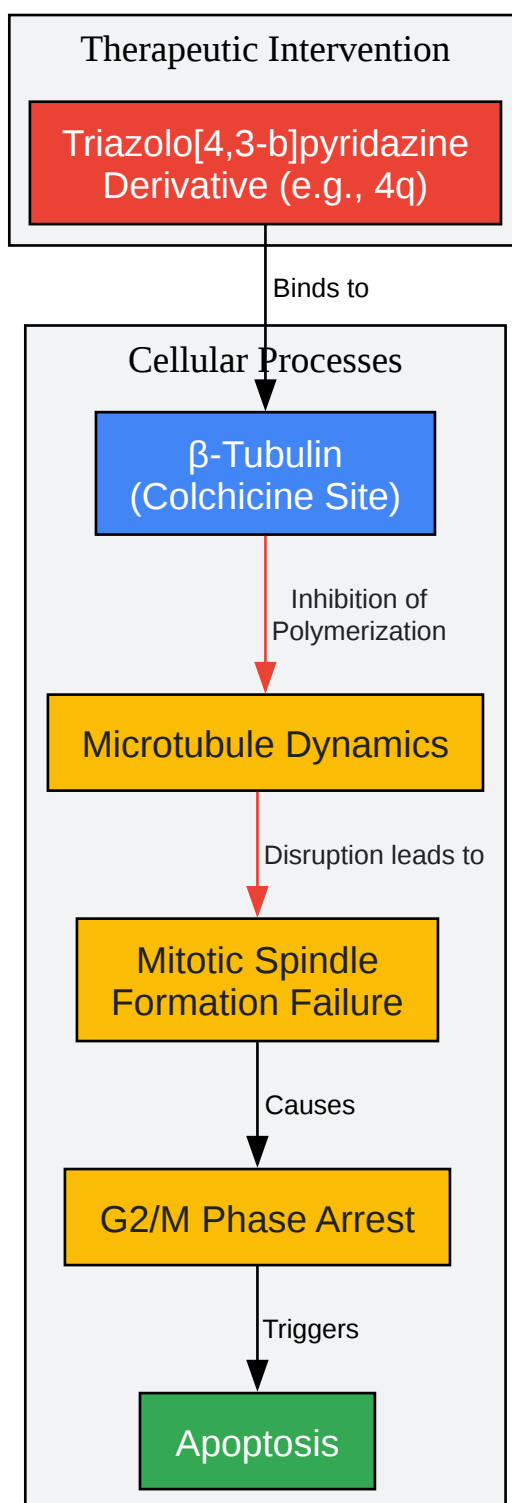 Therapeutic Intervention
Triazolo[4,3-b]pyridazine
Derivative (e.g., 4q)
Binds to
Cellular Processes
β-Tubulin
(Colchicine Site)
Inhibition of
Polymerization
Microtubule Dynamics
Disruption leads to
Mitotic Spindle
Formation Failure
Causes
G2/M Phase Arrest
Triggers
Apoptosis